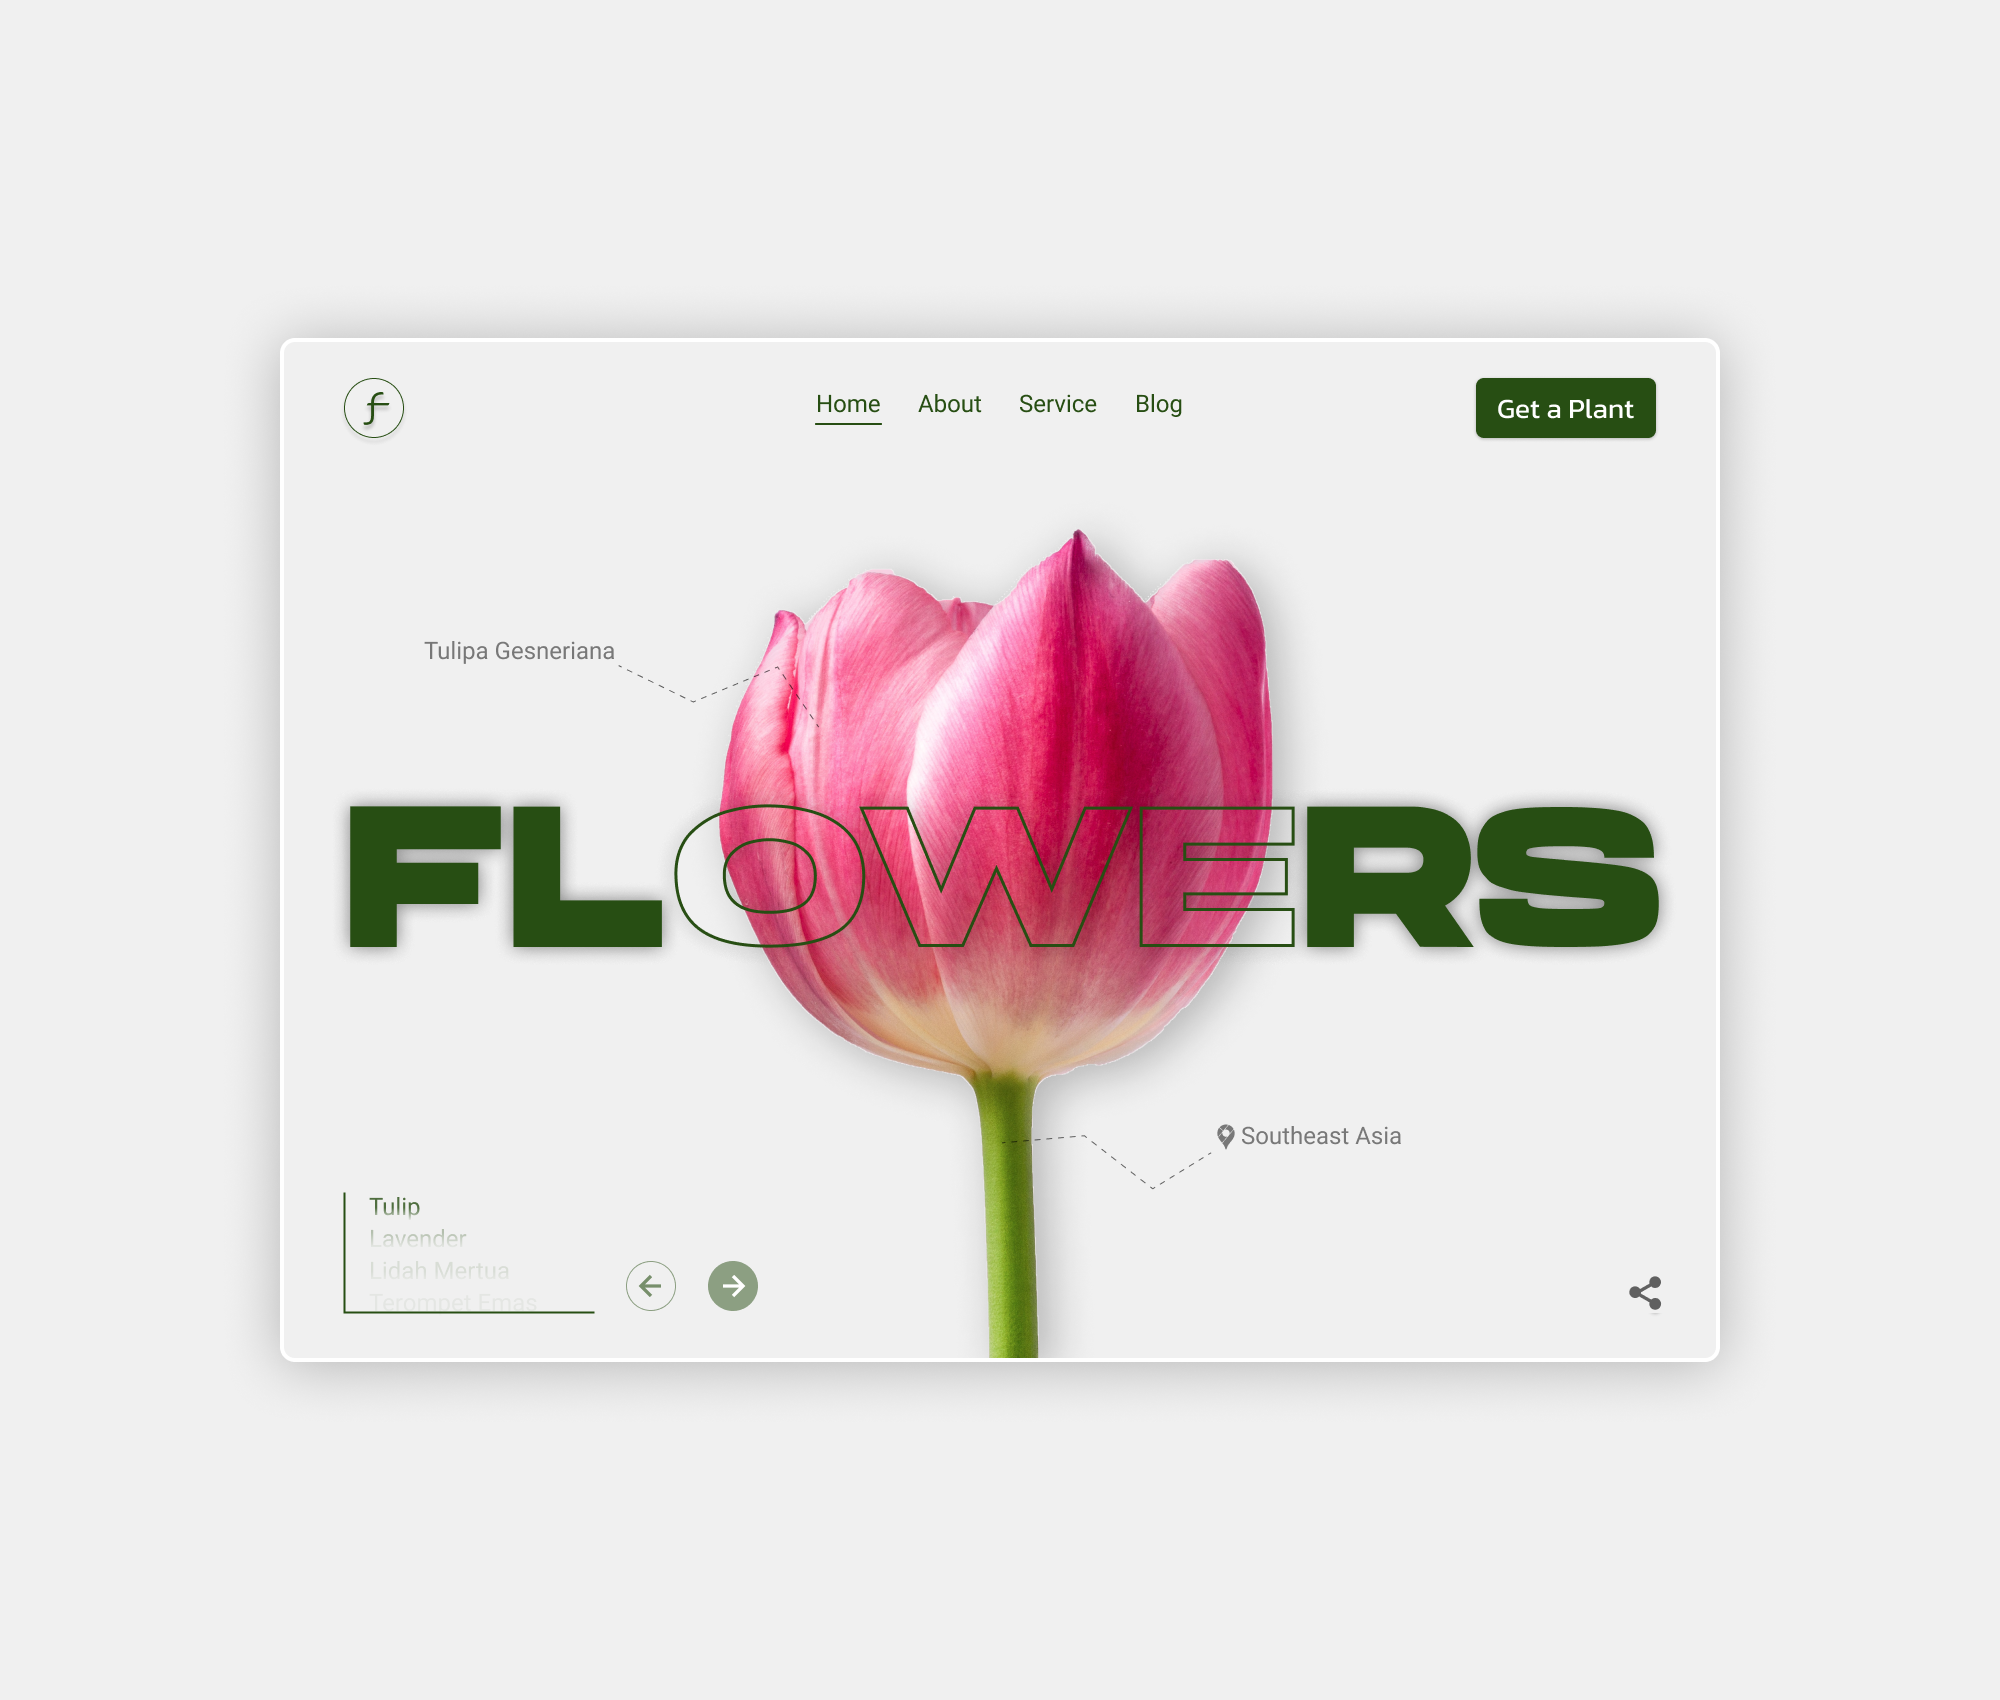 f
Home About Service Blog
Get a Plant
Tulipa Gesneriana
FLOWERS
Southeast Asia
Tulip
Lavender
Lidah Mertua
Terompet Emas